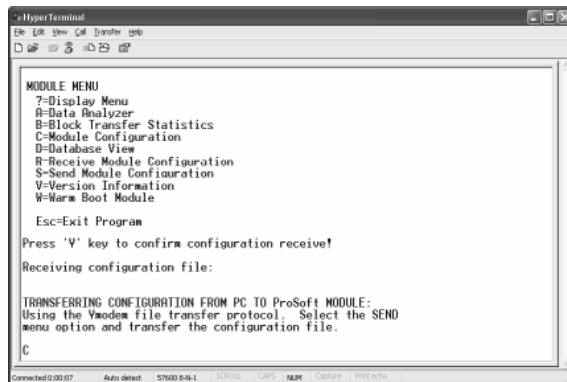 HyperTerminal
File Edit View Call Transfer Help
MODULE MENU
?=Display Menu
A=Data Analyzer
B=Block Transfer Statistics
C=Module Configuration
D=Database View
R=Receive Module Configuration
S=Send Module Configuration
V=Version Information
W=Warm Boot Module
Esc=Exit Program
Press 'Y' key to confirm configuration receive!
Receiving configuration file:
TRANSFERRING CONFIGURATION FROM PC TO ProSoft MODULE:
Using the Ymodem file transfer protocol. Select the SEND
menu option and transfer the configuration file.
C
Connected 0:00:07 Auto detect 57600 8-N-1 SCROLL CAPS NUM Capture Print echo